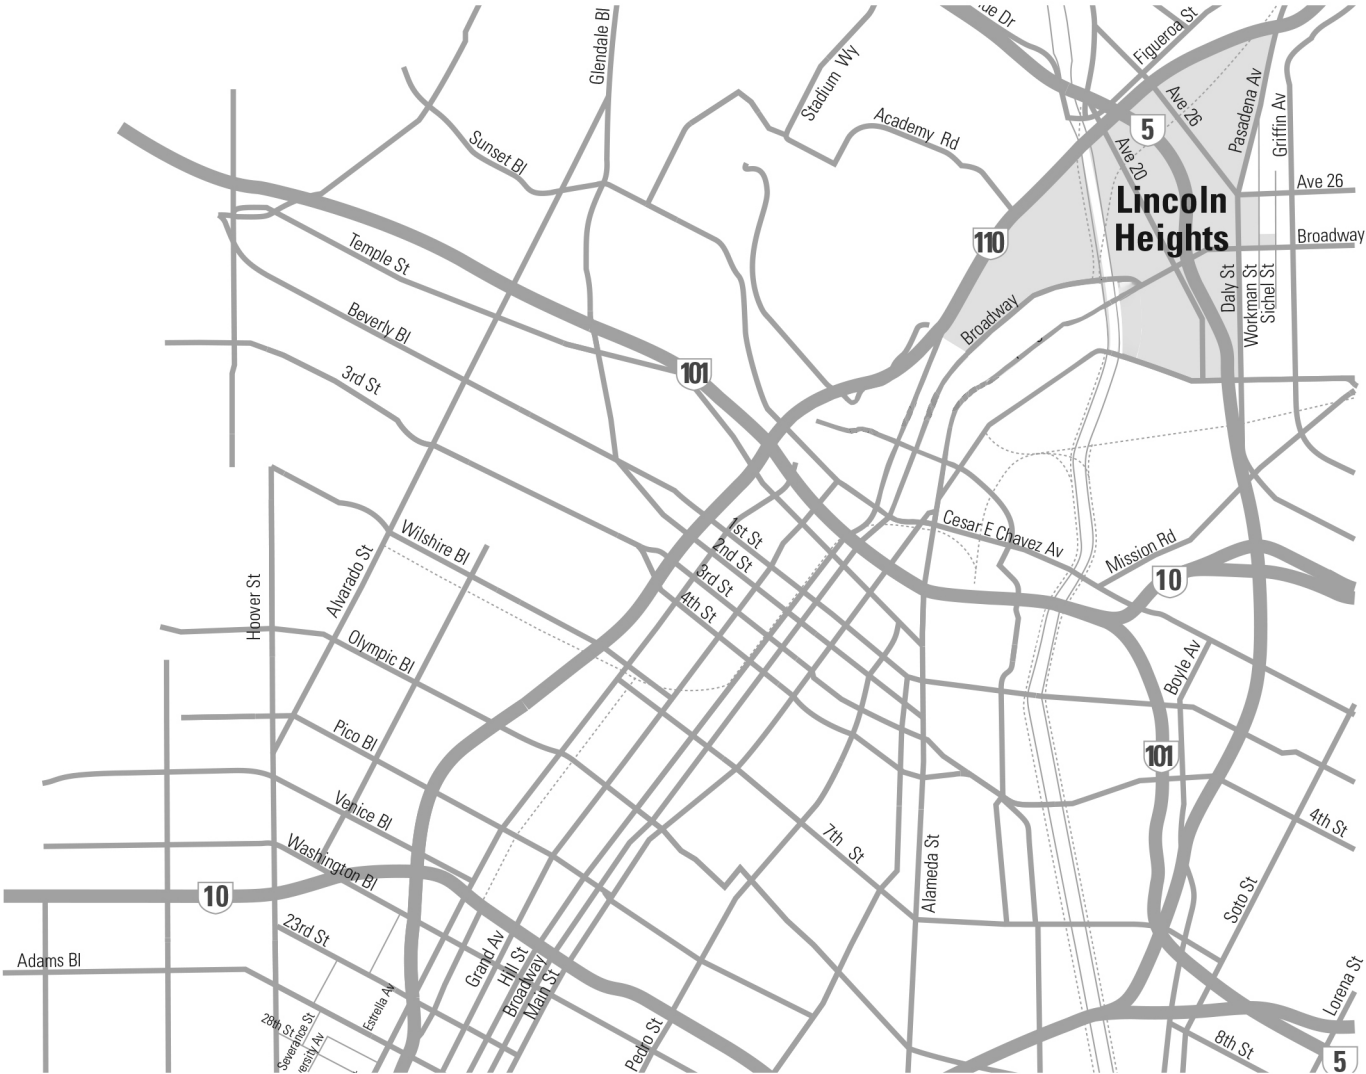 Glendale Bl
Stadium Wy
ide Dr
Figueroa St
Ave 26
Pasadena Av
Griffin Av
Academy Rd
5
Ave 20
Sunset Bl
Ave 26
Lincoln
Heights
110
Broadway
Temple St
Daly St
Workman St
Sichel St
Beverly Bl
Broadway
3rd St
101
1st St
2nd St
3rd St
4th St
Cesar E Chavez Av
Mission Rd
10
Wilshire Bl
Hoover St
Alvarado St
Olympic Bl
Boyle Av
Pico Bl
101
Venice Bl
7th St
4th St
Washington Bl
Alameda St
Soto St
10
23rd St
Adams Bl
Grand Av
Hill St
Broadway
Main St
Lorena St
Estrella Av
28th St
Severance St
ersity Av
Pedro St
8th St
5